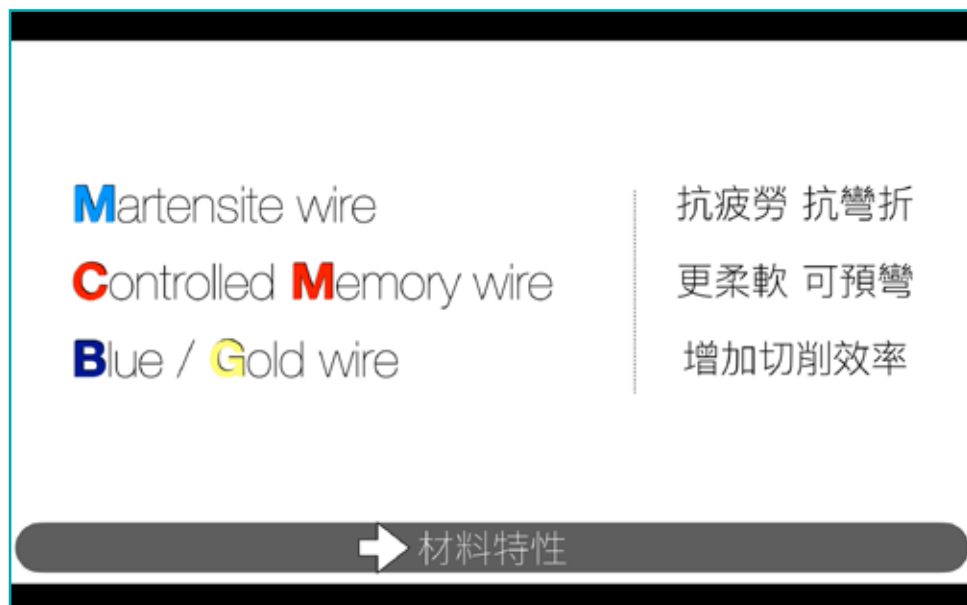 Martensite wire
抗疲勞 抗彎折
Controlled Memory wire
更柔軟 可預彎
Blue / Gold wire
增加切削效率
材料特性